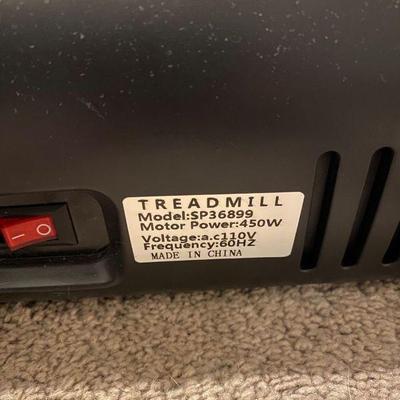 TREADMILL
Model:SP36899
Motor Power:450W
Voltage:a.c110V
Frequency:60HZ
MADE IN CHINA